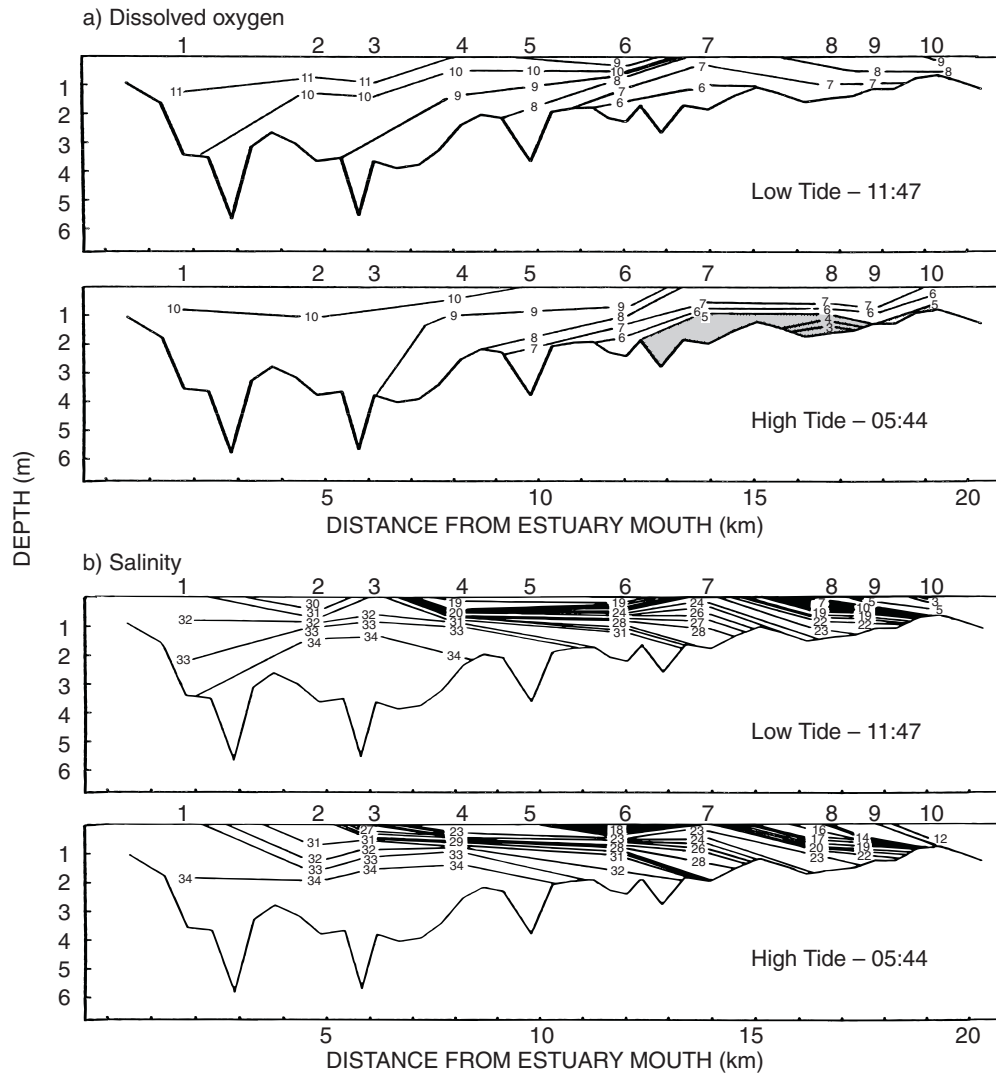 a) Dissolved oxygen
1 2 3 4 5 6 7 8 9 10
11 11 11 10 10 9 8
10 10 10 9 10 7 8 8
9 9 8 6 7 7
8 7 6
1
2
3
4
5
6
Low Tide – 11:47
1 2 3 4 5 6 7 8 9 10
10 10 10 9 9 9 7 7 7 6
8 8 6 6 6 5
7 7 5 4
6 3
1
2
3
4
5
6
High Tide – 05:44
5 10 15 20
DISTANCE FROM ESTUARY MOUTH (km)
DEPTH (m)
b) Salinity
1 2 3 4 5 6 7 8 9 10
32 30 32 19 19 24 7 5 3
33 31 33 20 24 26 19 10 5
32 34 31 28 27 22 19
33 33 31 28 23 22
34 34
1
2
3
4
5
6
Low Tide – 11:47
1 2 3 4 5 6 7 8 9 10
34 31 27 23 18 23 16 14 12
32 31 29 23 24 17 19
33 32 33 28 26 20 22
34 33 34 31 28 23
34 32
1
2
3
4
5
6
High Tide – 05:44
5 10 15 20
DISTANCE FROM ESTUARY MOUTH (km)